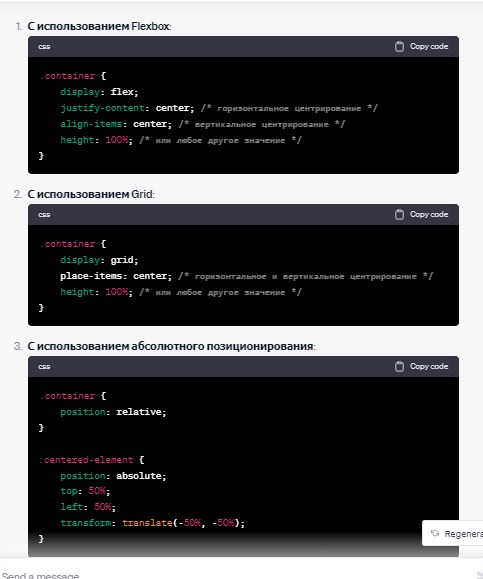 1. С использованием Flexbox:
css Copy code
.container {
display: flex;
justify-content: center; /* горизонтальное центрирование */
align-items: center; /* вертикальное центрирование */
height: 100%; /* или любое другое значение */
}
2. С использованием Grid:
css Copy code
.container {
display: grid;
place-items: center; /* горизонтальное и вертикальное центрирование */
height: 100%; /* или любое другое значение */
}
3. С использованием абсолютного позиционирования:
css Copy code
.container {
position: relative;
}
.centered-element {
position: absolute;
top: 50%;
left: 50%;
transform: translate(-50%, -50%);
}
Regenera
Send a message